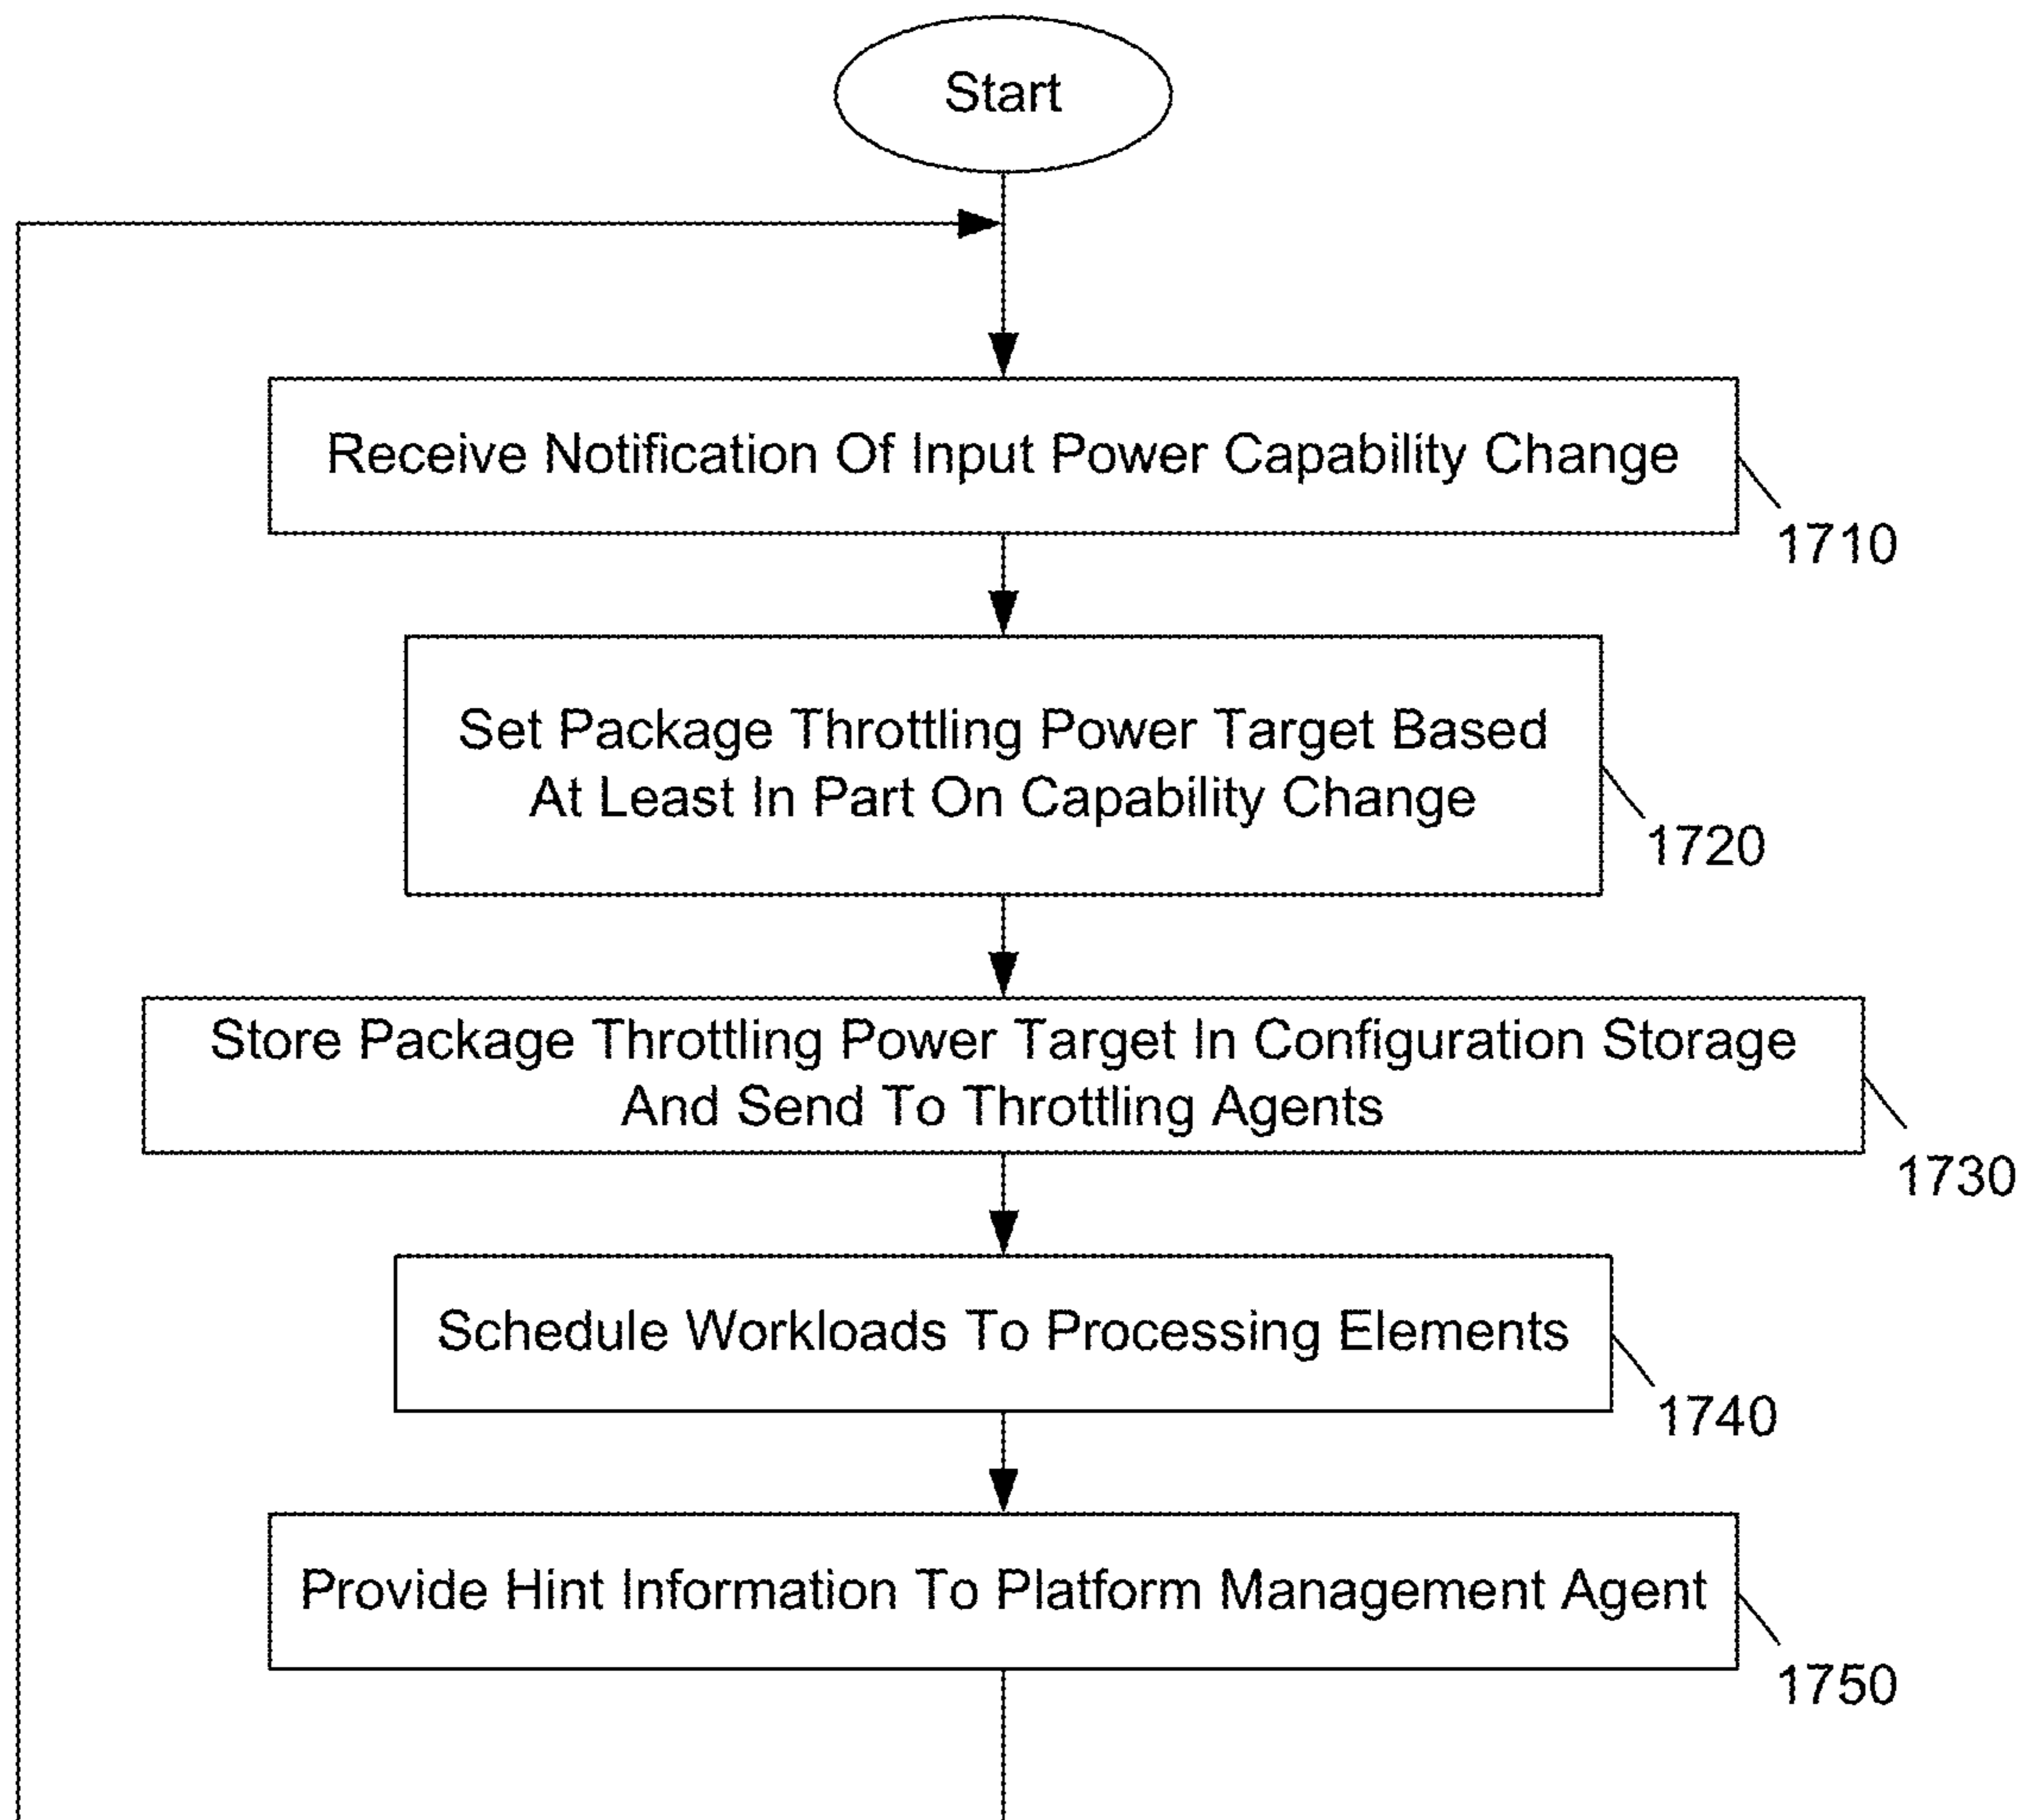 Start
Receive Notification Of Input Power Capability Change
1710
Set Package Throttling Power Target Based
At Least In Part On Capability Change
1720
Store Package Throttling Power Target In Configuration Storage
And Send To Throttling Agents
1730
Schedule Workloads To Processing Elements
1740
Provide Hint Information To Platform Management Agent
1750